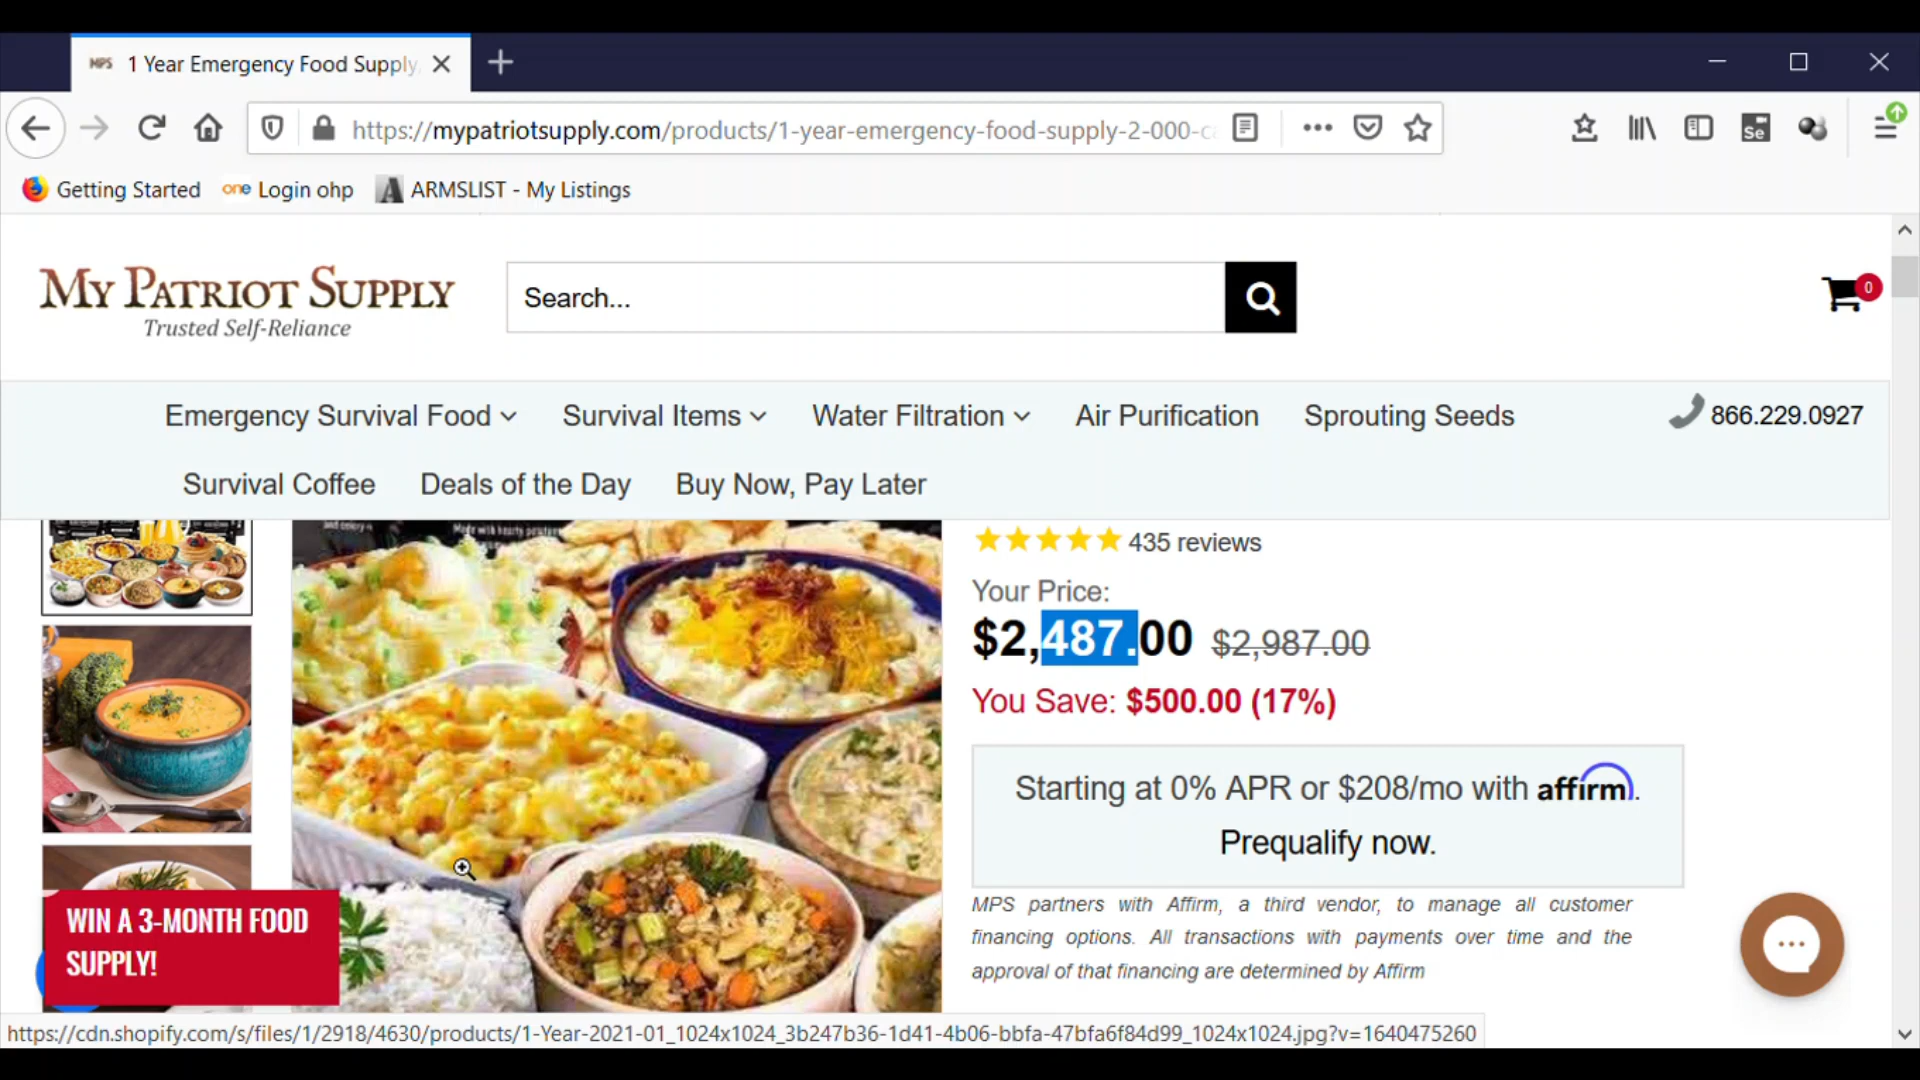 MPS 1 Year Emergency Food Supply,
https://mypatriotsupply.com/products/1-year-emergency-food-supply-2-000-ca
Se
Getting Started one Login ohp A ARMSLIST - My Listings
MY PATRIOT SUPPLY
Trusted Self-Reliance
Search...
0
Emergency Survival Food Survival Items Water Filtration Air Purification Sprouting Seeds
866.229.0927
Survival Coffee Deals of the Day Buy Now, Pay Later
435 reviews
Your Price:
$2,487.00 $2,987.00
You Save: $500.00 (17%)
Starting at 0% APR or $208/mo with affirm.
Prequalify now.
MPS partners with Affirm, a third vendor, to manage all customer
financing options. All transactions with payments over time and the
approval of that financing are determined by Affirm
WIN A 3-MONTH FOOD
SUPPLY!
https://cdn.shopify.com/s/files/1/2918/4630/products/1-Year-2021-01_1024x1024_3b247b36-1d41-4b06-bbfa-47bfa6f84d99_1024x1024.jpg?v=1640475260